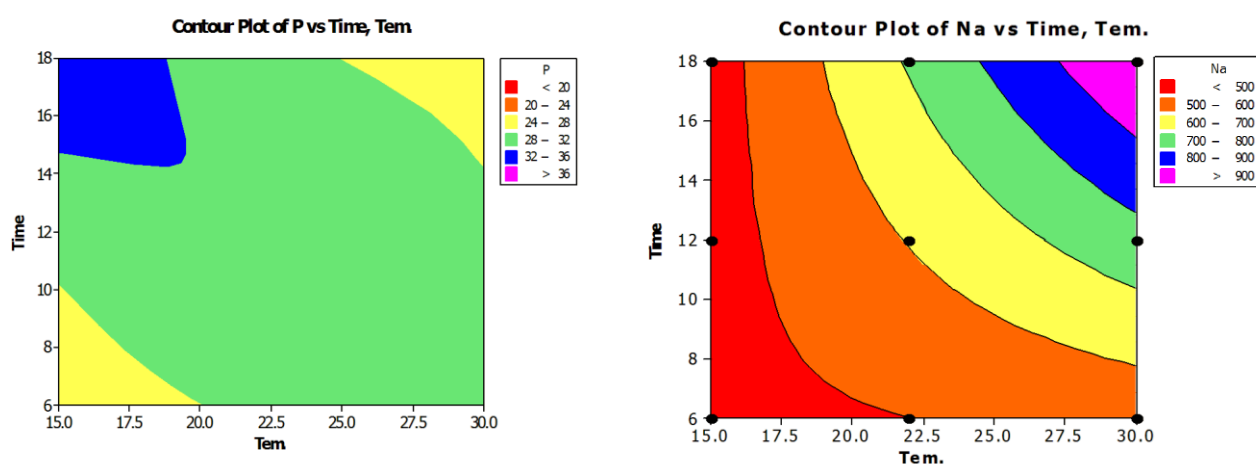 Contour Plot of P vs Time, Tem.
P
< 20
20 – 24
24 – 28
28 – 32
32 – 36
> 36
18
16
14
12
10
8
6
Time
15.0 17.5 20.0 22.5 25.0 27.5 30.0
Tem.
Contour Plot of Na vs Time, Tem.
Na
< 500
500 – 600
600 – 700
700 – 800
800 – 900
> 900
18
16
14
12
10
8
6
Time
15.0 17.5 20.0 22.5 25.0 27.5 30.0
Tem.